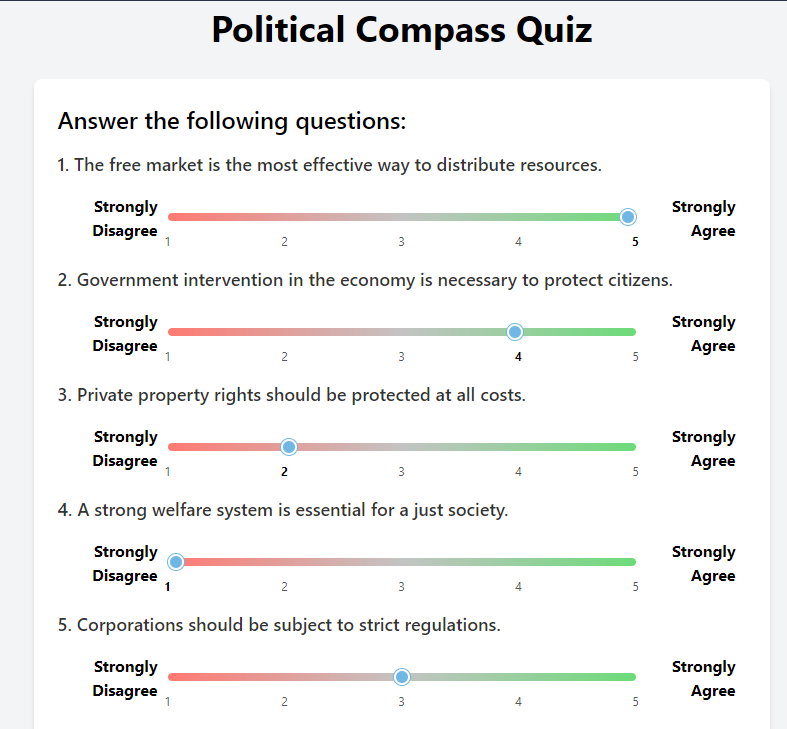 Political Compass Quiz
Answer the following questions:
1. The free market is the most effective way to distribute resources.
Strongly Disagree
Strongly Agree
1 2 3 4 5
2. Government intervention in the economy is necessary to protect citizens.
Strongly Disagree
Strongly Agree
1 2 3 4 5
3. Private property rights should be protected at all costs.
Strongly Disagree
Strongly Agree
1 2 3 4 5
4. A strong welfare system is essential for a just society.
Strongly Disagree
Strongly Agree
1 2 3 4 5
5. Corporations should be subject to strict regulations.
Strongly Disagree
Strongly Agree
1 2 3 4 5